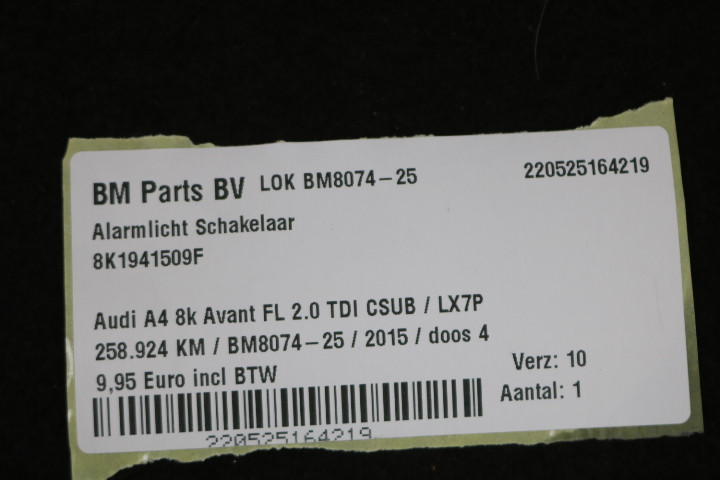 BM Parts BV LOK BM8074-25 220525164219
Alarmlicht Schakelaar
8K1941509F
Audi A4 8k Avant FL 2.0 TDI CSUB / LX7P
258.924 KM / BM8074-25 / 2015 / doos 4
Verz: 10
9,95 Euro incl BTW
Aantal: 1
220525164219